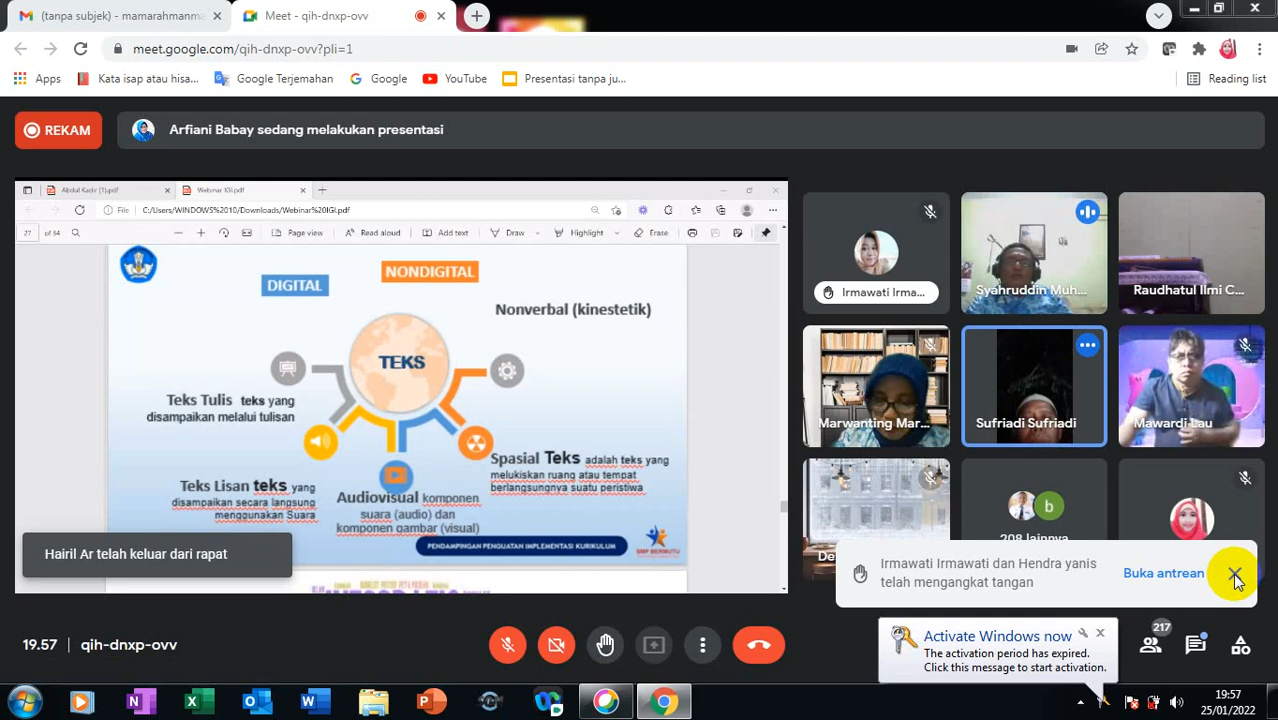 (tanpa subjek) - mamarahmanma
Meet - qih-dnxp-ovv
meet.google.com/qih-dnxp-ovv?pli=1
Apps
Kata isap atau hisa...
Google Terjemahan
Google
YouTube
Presentasi tanpa ju...
Reading list
REKAM
Arfiani Babay sedang melakukan presentasi
Abdul Kadir (1).pdf
Webinar IGI.pdf
File
C:/Users/WINDOWS%2010/Downloads/Webinar%20IGI.pdf
27 of 34
Page view
Read aloud
Add text
Draw
Highlight
Erase
DIGITAL
NONDIGITAL
Nonverbal (kinestetik)
TEKS
Teks Tulis teks yang
disampaikan melalui tulisan
Teks Lisan teks yang
disampaikan secara langsung
menggunakan Suara
Audiovisual komponen
suara (audio) dan
komponen gambar (visual)
Spasial Teks adalah teks yang
melukiskan ruang atau tempat
berlangsungnya suatu peristiwa
PENDAMPINGAN PENGUATAN IMPLEMENTASI KURIKULUM
SMP BERMUTU
Hairil Ar telah keluar dari rapat
Irmawati Irma...
Syahruddin Muh...
Raudhatul Ilmi C...
Marwanting Mar...
Sufriadi Sufriadi
Mawardi Lau
De
b
208 lainnya
Irmawati Irmawati dan Hendra yanis
telah mengangkat tangan
Buka antrean
Activate Windows now
The activation period has expired.
Click this message to start activation.
19.57
qih-dnxp-ovv
217
19:57
25/01/2022